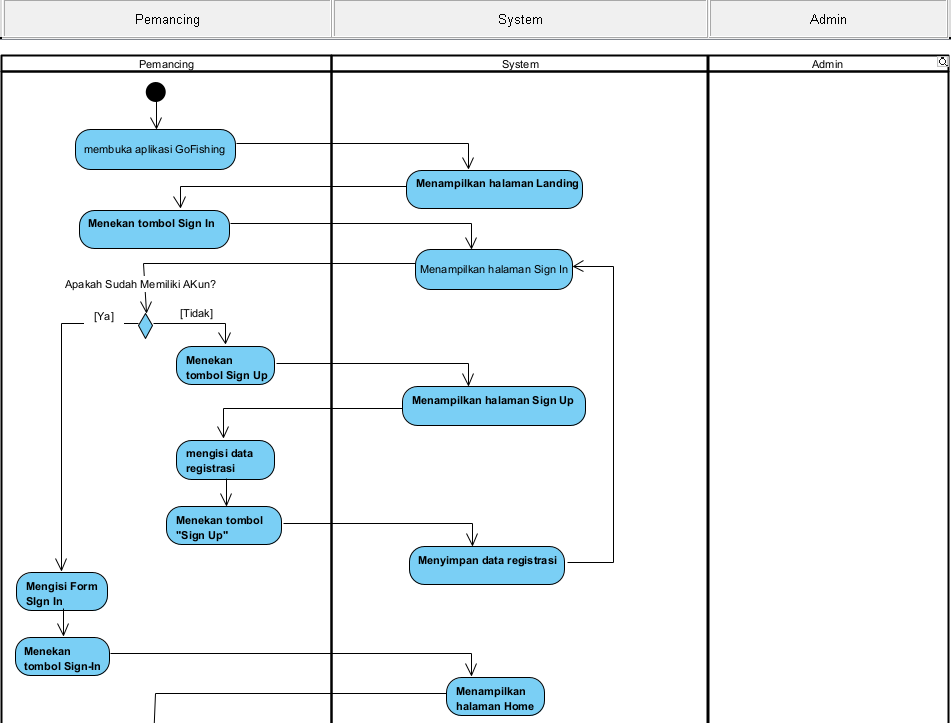 Pemancing System Admin
Pemancing System Admin
membuka aplikasi GoFishing
Menampilkan halaman Landing
Menekan tombol Sign In
Menampilkan halaman Sign In
Apakah Sudah Memiliki AKun?
[Ya] [Tidak]
Menekan
tombol Sign Up
Menampilkan halaman Sign Up
mengisi data
registrasi
Menekan tombol
"Sign Up"
Menyimpan data registrasi
Mengisi Form
SIgn In
Menekan
tombol Sign-In
Menampilkan
halaman Home